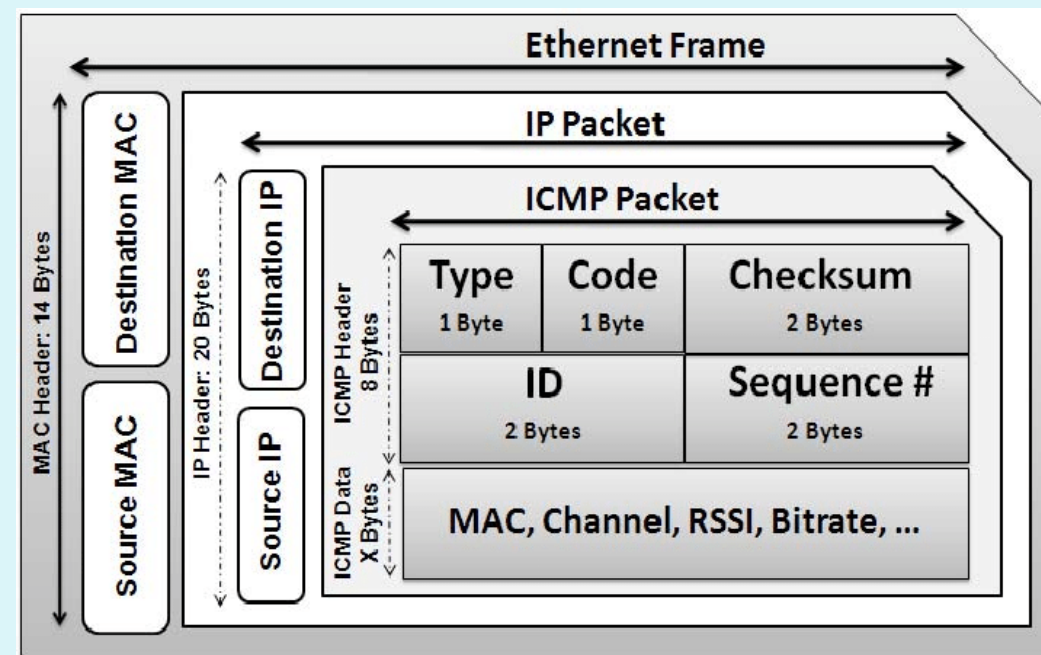 Ethernet Frame
MAC Header: 14 Bytes
Destination MAC
Source MAC
IP Packet
IP Header: 20 Bytes
Destination IP
Source IP
ICMP Packet
ICMP Header
8 Bytes
Type
1 Byte
Code
1 Byte
Checksum
2 Bytes
ID
2 Bytes
Sequence #
2 Bytes
ICMP Data
X Bytes
MAC, Channel, RSSI, Bitrate, ...